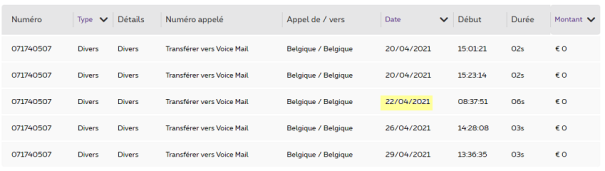 Numéro Type Détails Numéro appelé Appel de / vers Date Début Durée Montant
071740507 Divers Divers Transférer vers Voice Mail Belgique / Belgique 20/04/2021 15:01:21 02s € 0
071740507 Divers Divers Transférer vers Voice Mail Belgique / Belgique 20/04/2021 15:23:14 02s € 0
071740507 Divers Divers Transférer vers Voice Mail Belgique / Belgique 22/04/2021 08:37:51 06s € 0
071740507 Divers Divers Transférer vers Voice Mail Belgique / Belgique 26/04/2021 14:28:08 03s € 0
071740507 Divers Divers Transférer vers Voice Mail Belgique / Belgique 29/04/2021 13:36:35 03s € 0